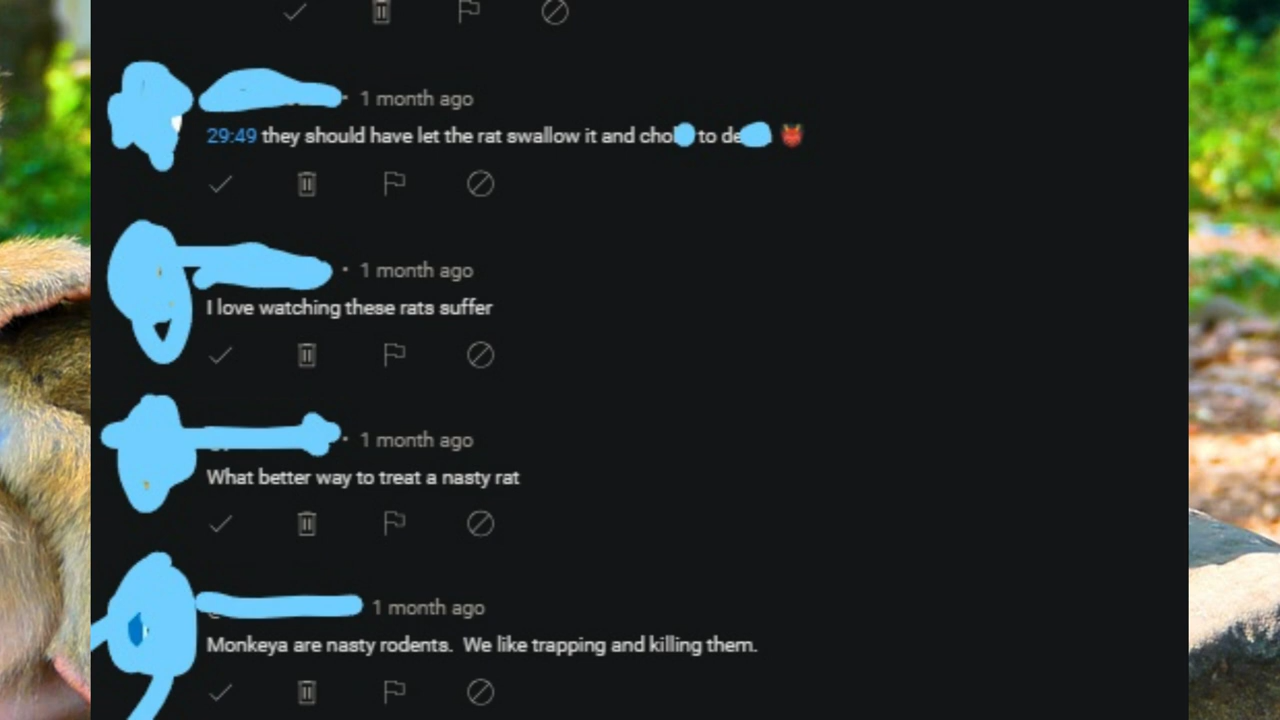 1 month ago
29:49 they should have let the rat swallow it and to
1 month ago
I love watching these rats suffer
1 month ago
What better way to treat a nasty rat
1 month ago
Monkeya are nasty rodents. We like trapping and killing them.